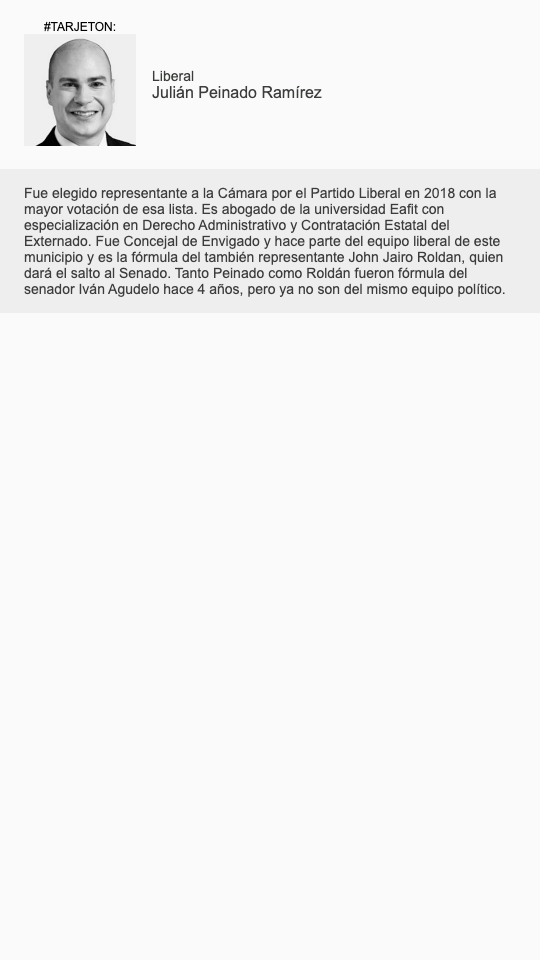 #TARJETON:
Liberal
Julián Peinado Ramírez
Fue elegido representante a la Cámara por el Partido Liberal en 2018 con la
mayor votación de esa lista. Es abogado de la universidad Eafit con
especialización en Derecho Administrativo y Contratación Estatal del
Externado. Fue Concejal de Envigado y hace parte del equipo liberal de este
municipio y es la fórmula del también representante John Jairo Roldan, quien
dará el salto al Senado. Tanto Peinado como Roldán fueron fórmula del
senador Iván Agudelo hace 4 años, pero ya no son del mismo equipo político.